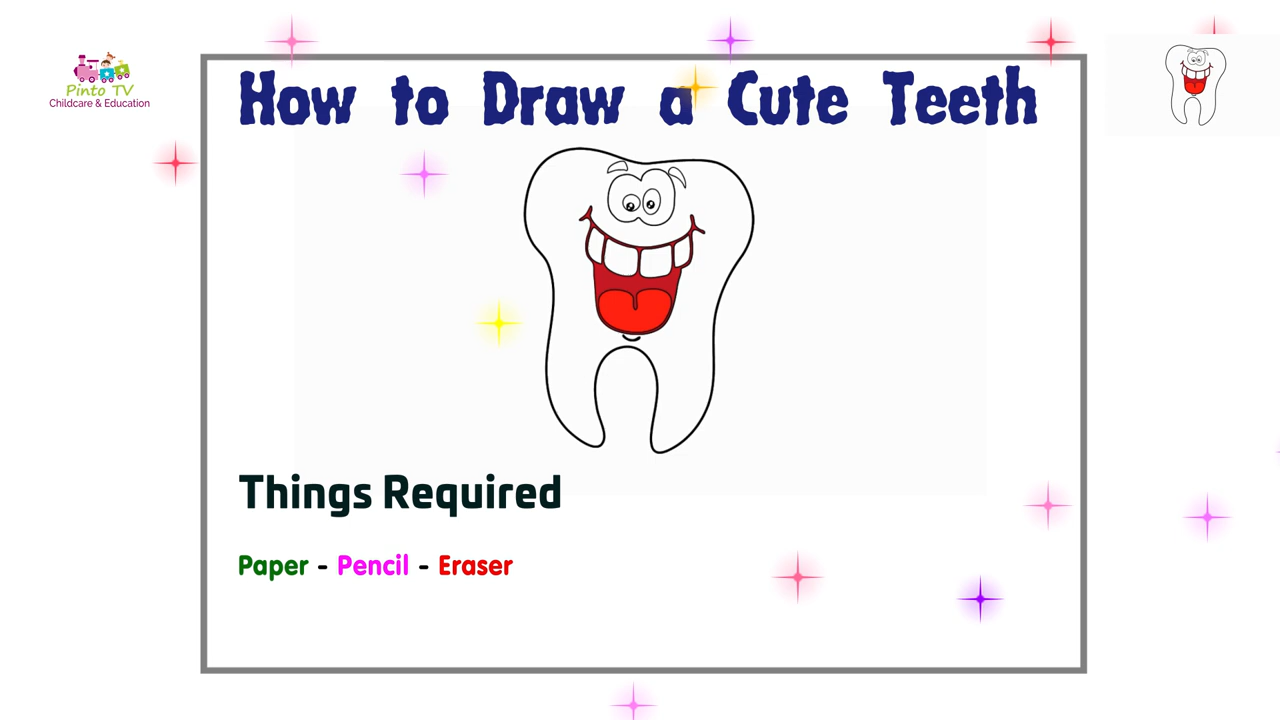 Pinto TV
Childcare & Education
How to Draw a Cute Teeth
Things Required
Paper - Pencil - Eraser